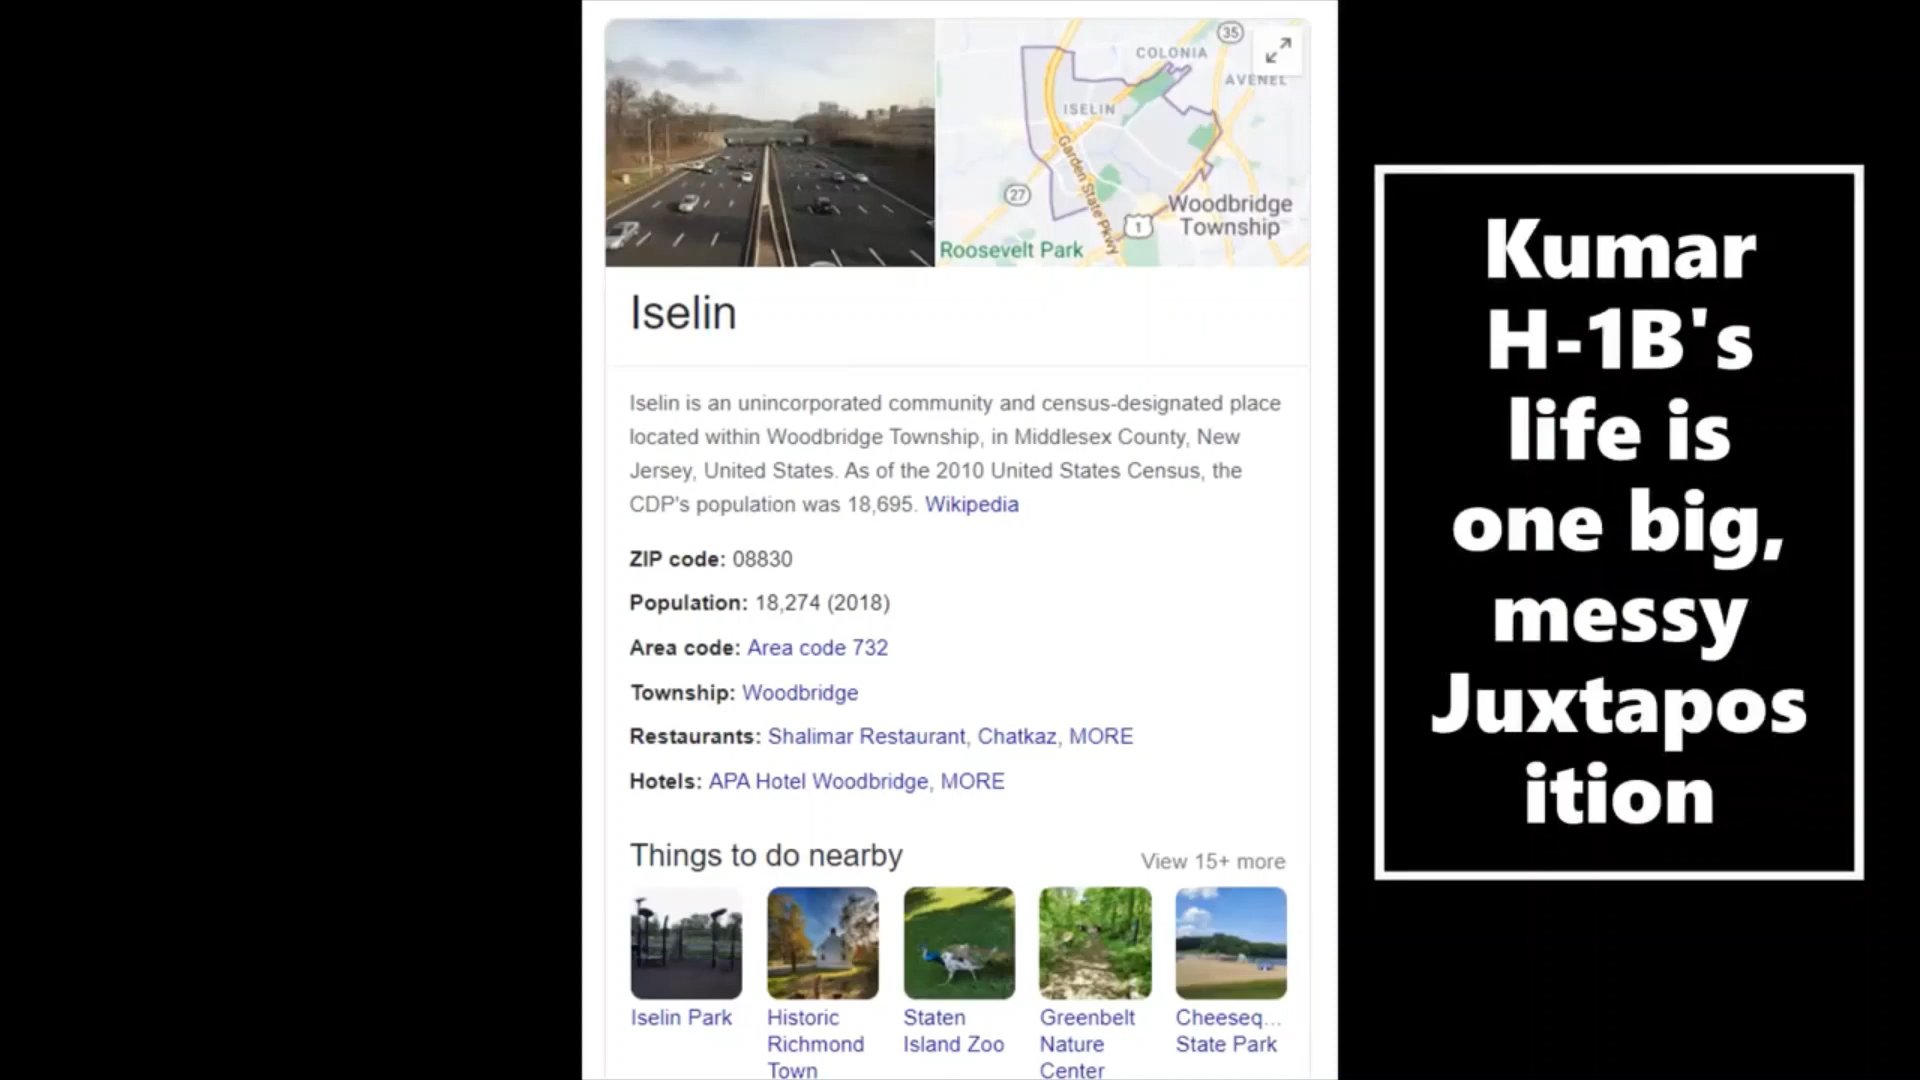 35
COLONIA
AVENEL
ISELIN
Garden State Pkwy
27
Woodbridge
Township
1
Roosevelt Park
Iselin
Iselin is an unincorporated community and census-designated place
located within Woodbridge Township, in Middlesex County, New
Jersey, United States. As of the 2010 United States Census, the
CDP's population was 18,695. Wikipedia
ZIP code: 08830
Population: 18,274 (2018)
Area code: Area code 732
Township: Woodbridge
Restaurants: Shalimar Restaurant, Chatkaz, MORE
Hotels: APA Hotel Woodbridge, MORE
Things to do nearby
View 15+ more
Iselin Park
Historic
Richmond
Town
Staten
Island Zoo
Greenbelt
Nature
Center
Cheeseq...
State Park
Kumar
H-1B's
life is
one big,
messy
Juxtapos
ition